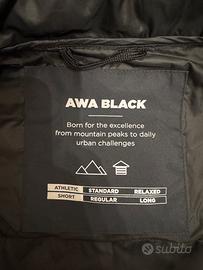 AWA BLACK
Born for the excellence
from mountain peaks to daily
urban challenges
ATHLETIC STANDARD RELAXED
SHORT REGULAR LONG
subito